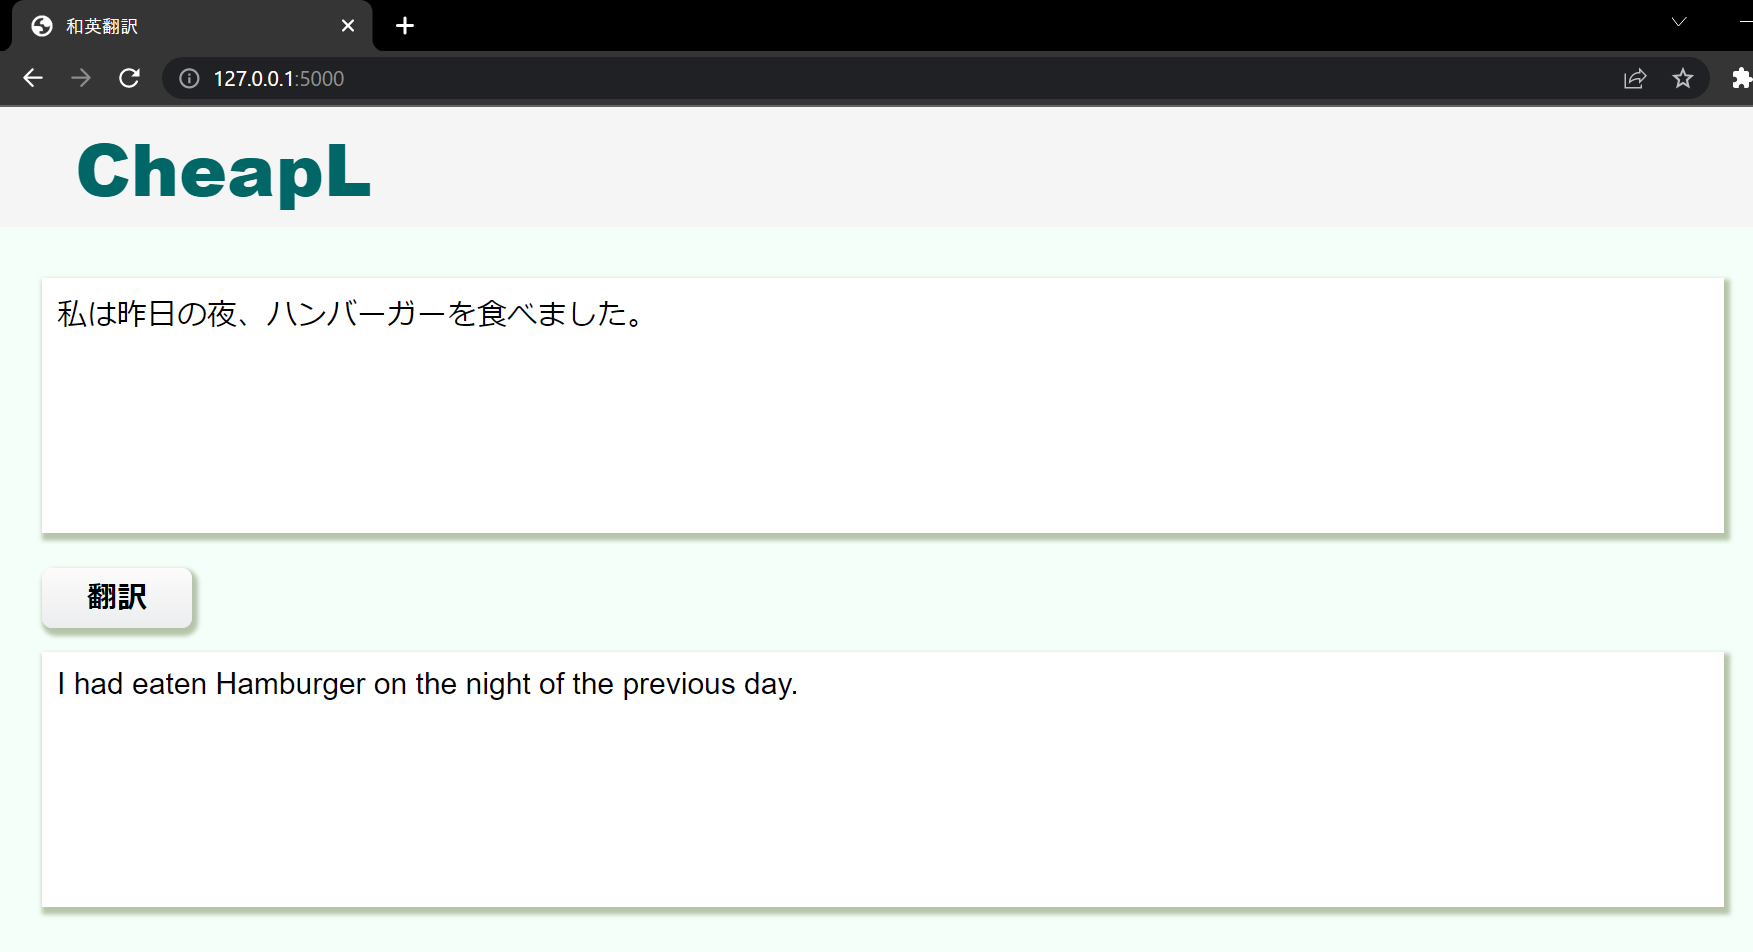 和英翻訳
127.0.0.1:5000
CheapL
私は昨日の夜、ハンバーガーを食べました。
翻訳
I had eaten Hamburger on the night of the previous day.